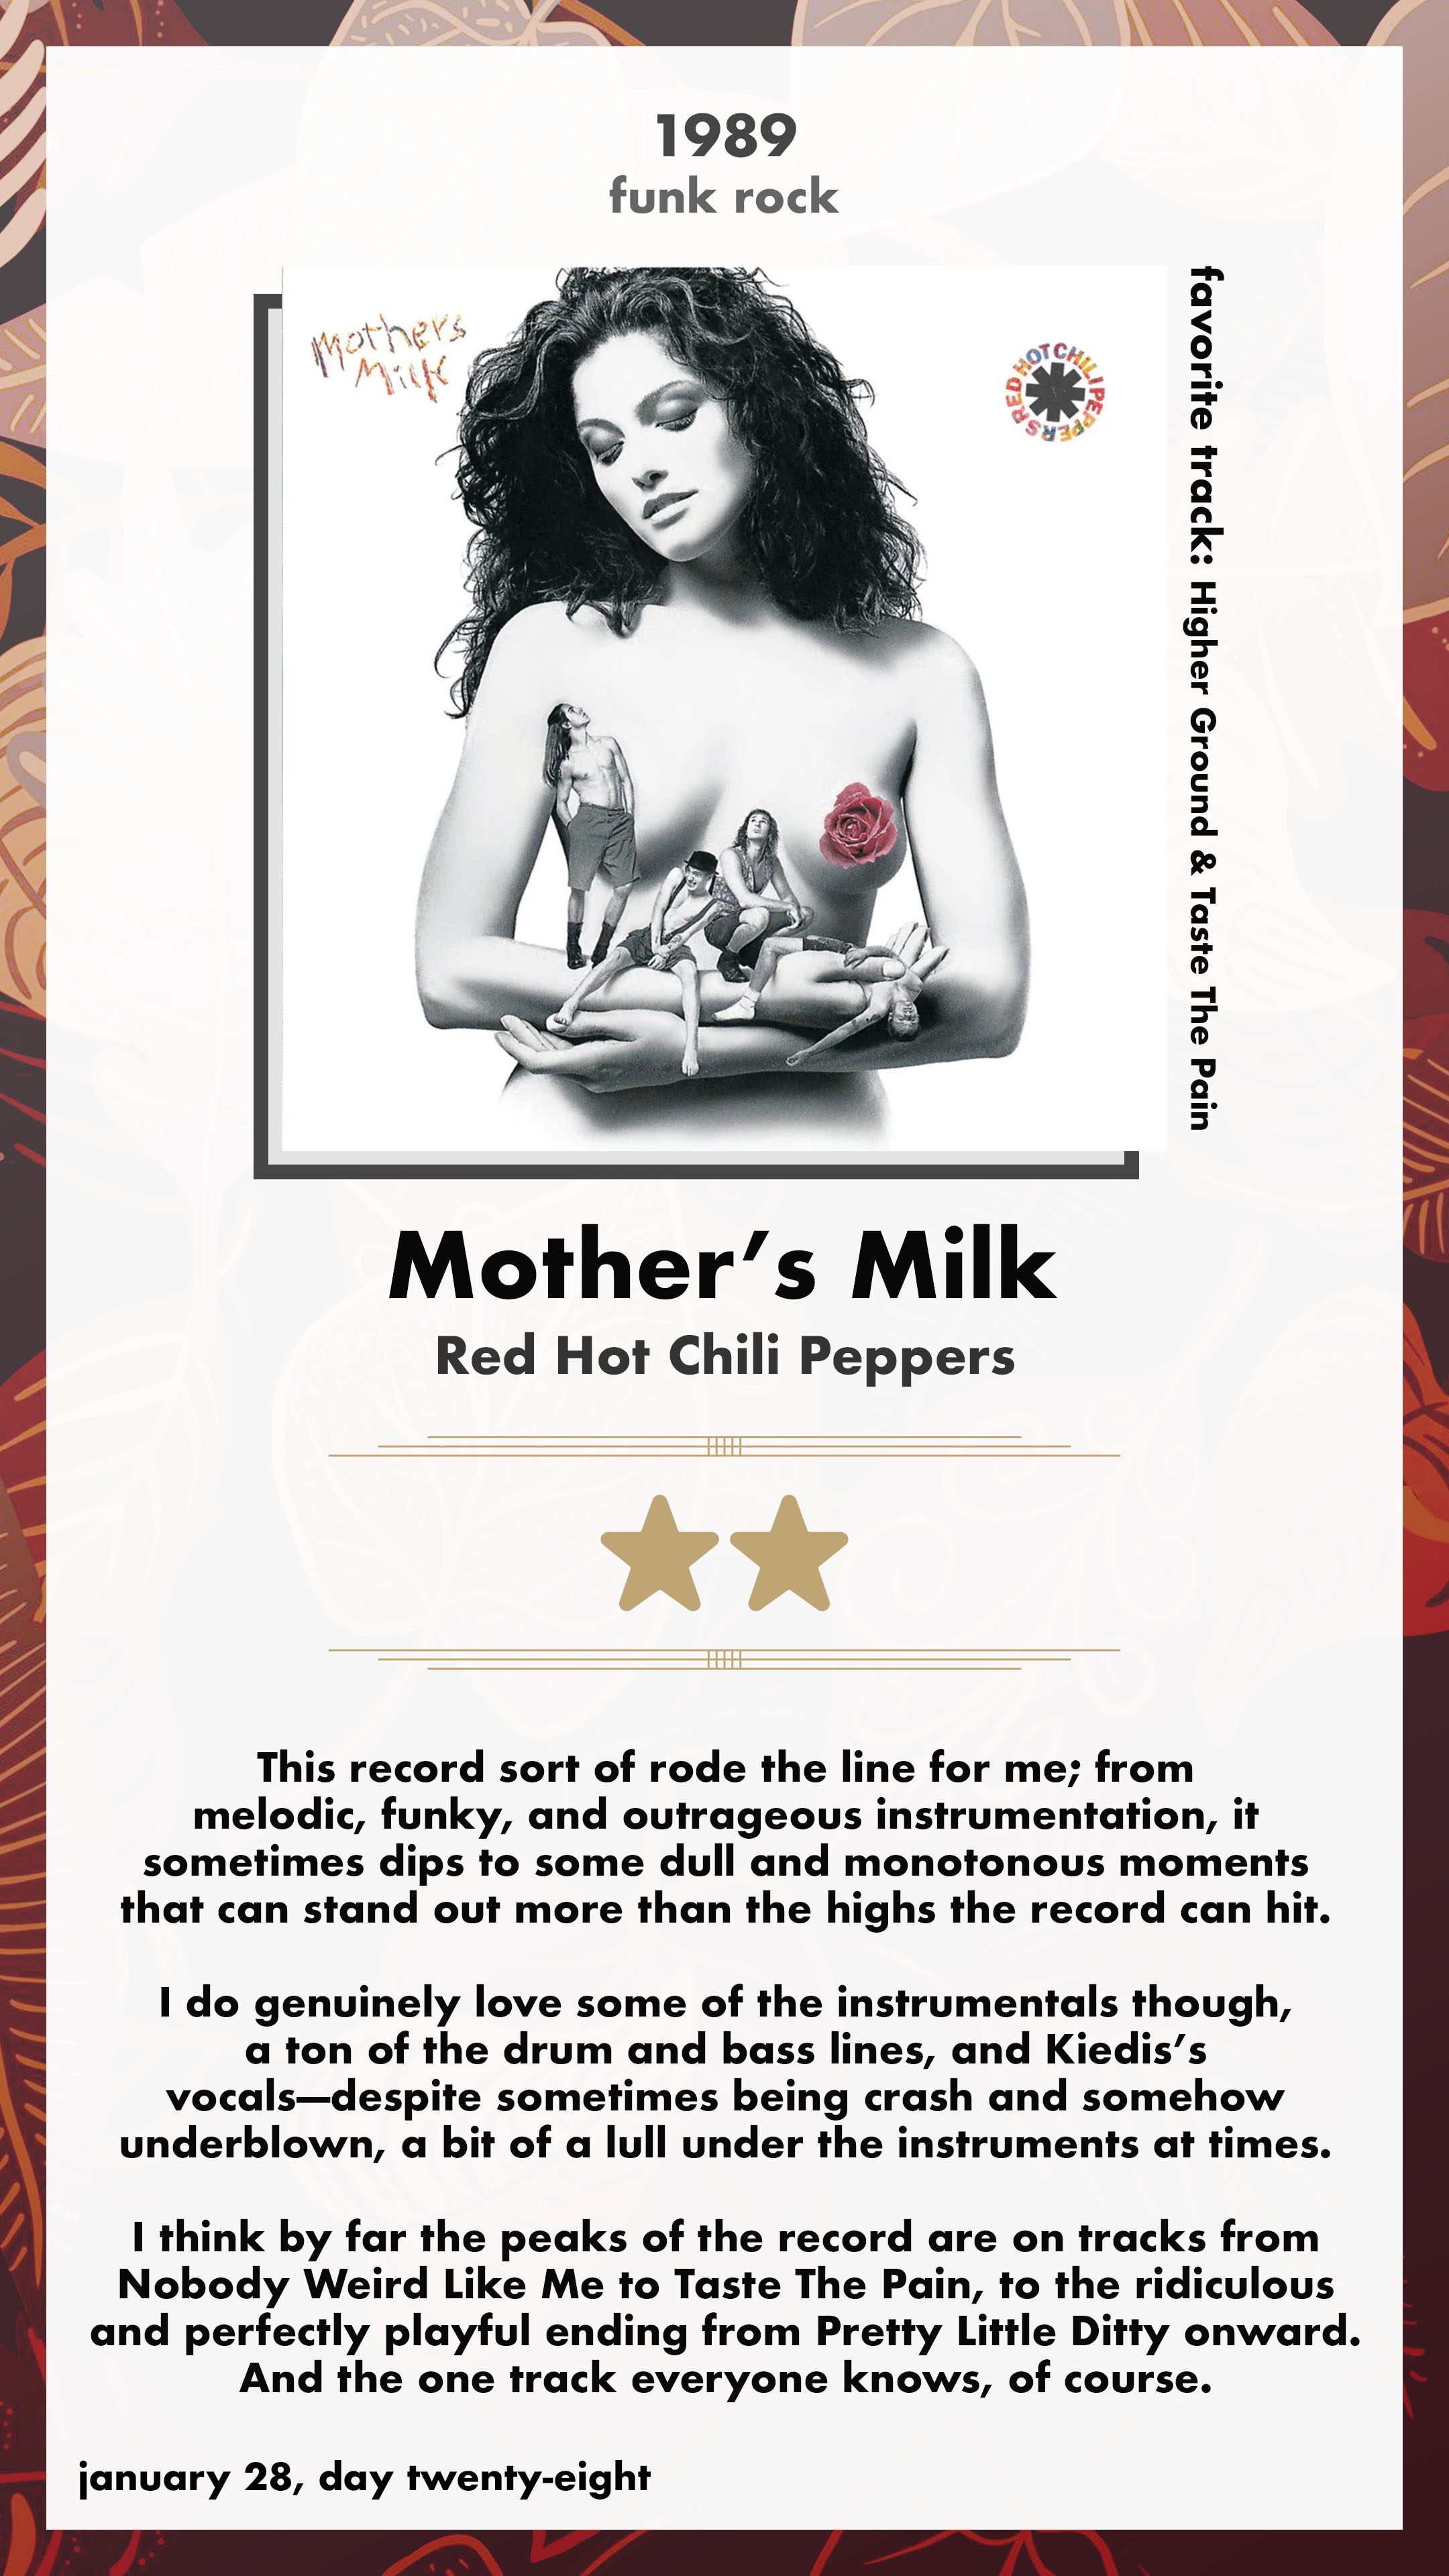 1989
funk rock
Mothers
Milk
RED HOT CHILI PEPPERS
favorite track: Higher Ground & Taste The Pain
Mother’s Milk
Red Hot Chili Peppers
This record sort of rode the line for me; from
melodic, funky, and outrageous instrumentation, it
sometimes dips to some dull and monotonous moments
that can stand out more than the highs the record can hit.
I do genuinely love some of the instrumentals though,
a ton of the drum and bass lines, and Kiedis’s
vocals—despite sometimes being crash and somehow
underblown, a bit of a lull under the instruments at times.
I think by far the peaks of the record are on tracks from
Nobody Weird Like Me to Taste The Pain, to the ridiculous
and perfectly playful ending from Pretty Little Ditty onward.
And the one track everyone knows, of course.
january 28, day twenty-eight